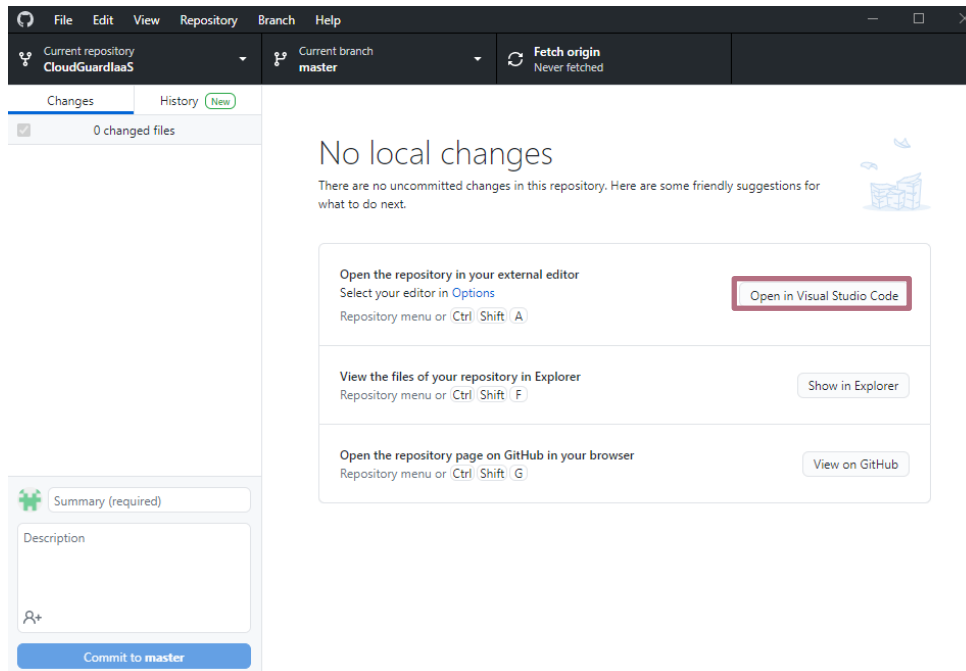 File Edit View Repository Branch Help
Current repository
CloudGuardIaaS
Current branch
master
Fetch origin
Never fetched
Changes
History New
0 changed files
No local changes
There are no uncommitted changes in this repository. Here are some friendly suggestions for
what to do next.
Open the repository in your external editor
Select your editor in Options
Repository menu or Ctrl Shift A
Open in Visual Studio Code
View the files of your repository in Explorer
Repository menu or Ctrl Shift F
Show in Explorer
Open the repository page on GitHub in your browser
Repository menu or Ctrl Shift G
View on GitHub
Summary (required)
Description
Commit to master